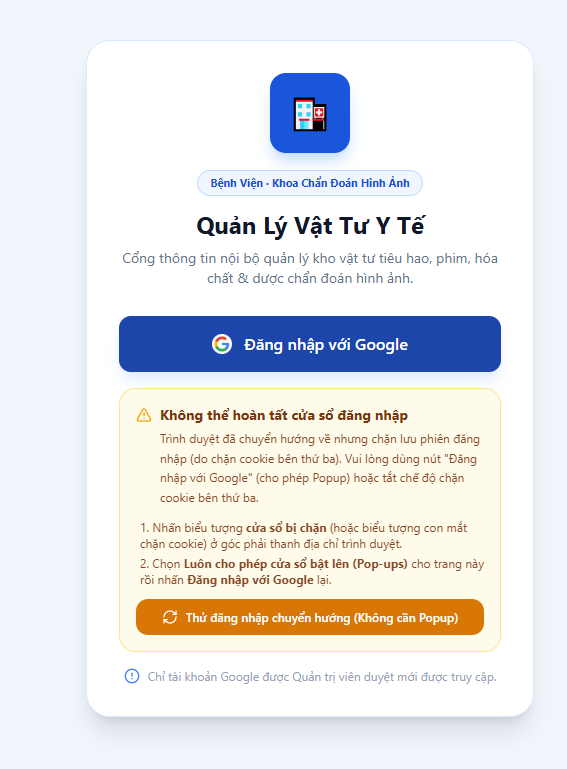 Bệnh Viện · Khoa Chẩn Đoán Hình Ảnh
Quản Lý Vật Tư Y Tế
Cổng thông tin nội bộ quản lý kho vật tư tiêu hao, phim, hóa
chất & dược chẩn đoán hình ảnh.
Đăng nhập với Google
Không thể hoàn tất cửa sổ đăng nhập
Trình duyệt đã chuyển hướng về nhưng chặn lưu phiên đăng
nhập (do chặn cookie bên thứ ba). Vui lòng dùng nút "Đăng
nhập với Google" (cho phép Popup) hoặc tắt chế độ chặn
cookie bên thứ ba.
1. Nhấn biểu tượng cửa sổ bị chặn (hoặc biểu tượng con mắt
chặn cookie) ở góc phải thanh địa chỉ trình duyệt.
2. Chọn Luôn cho phép cửa sổ bật lên (Pop-ups) cho trang này
rồi nhấn Đăng nhập với Google lại.
Thử đăng nhập chuyển hướng (Không cần Popup)
Chỉ tài khoản Google được Quản trị viên duyệt mới được truy cập.